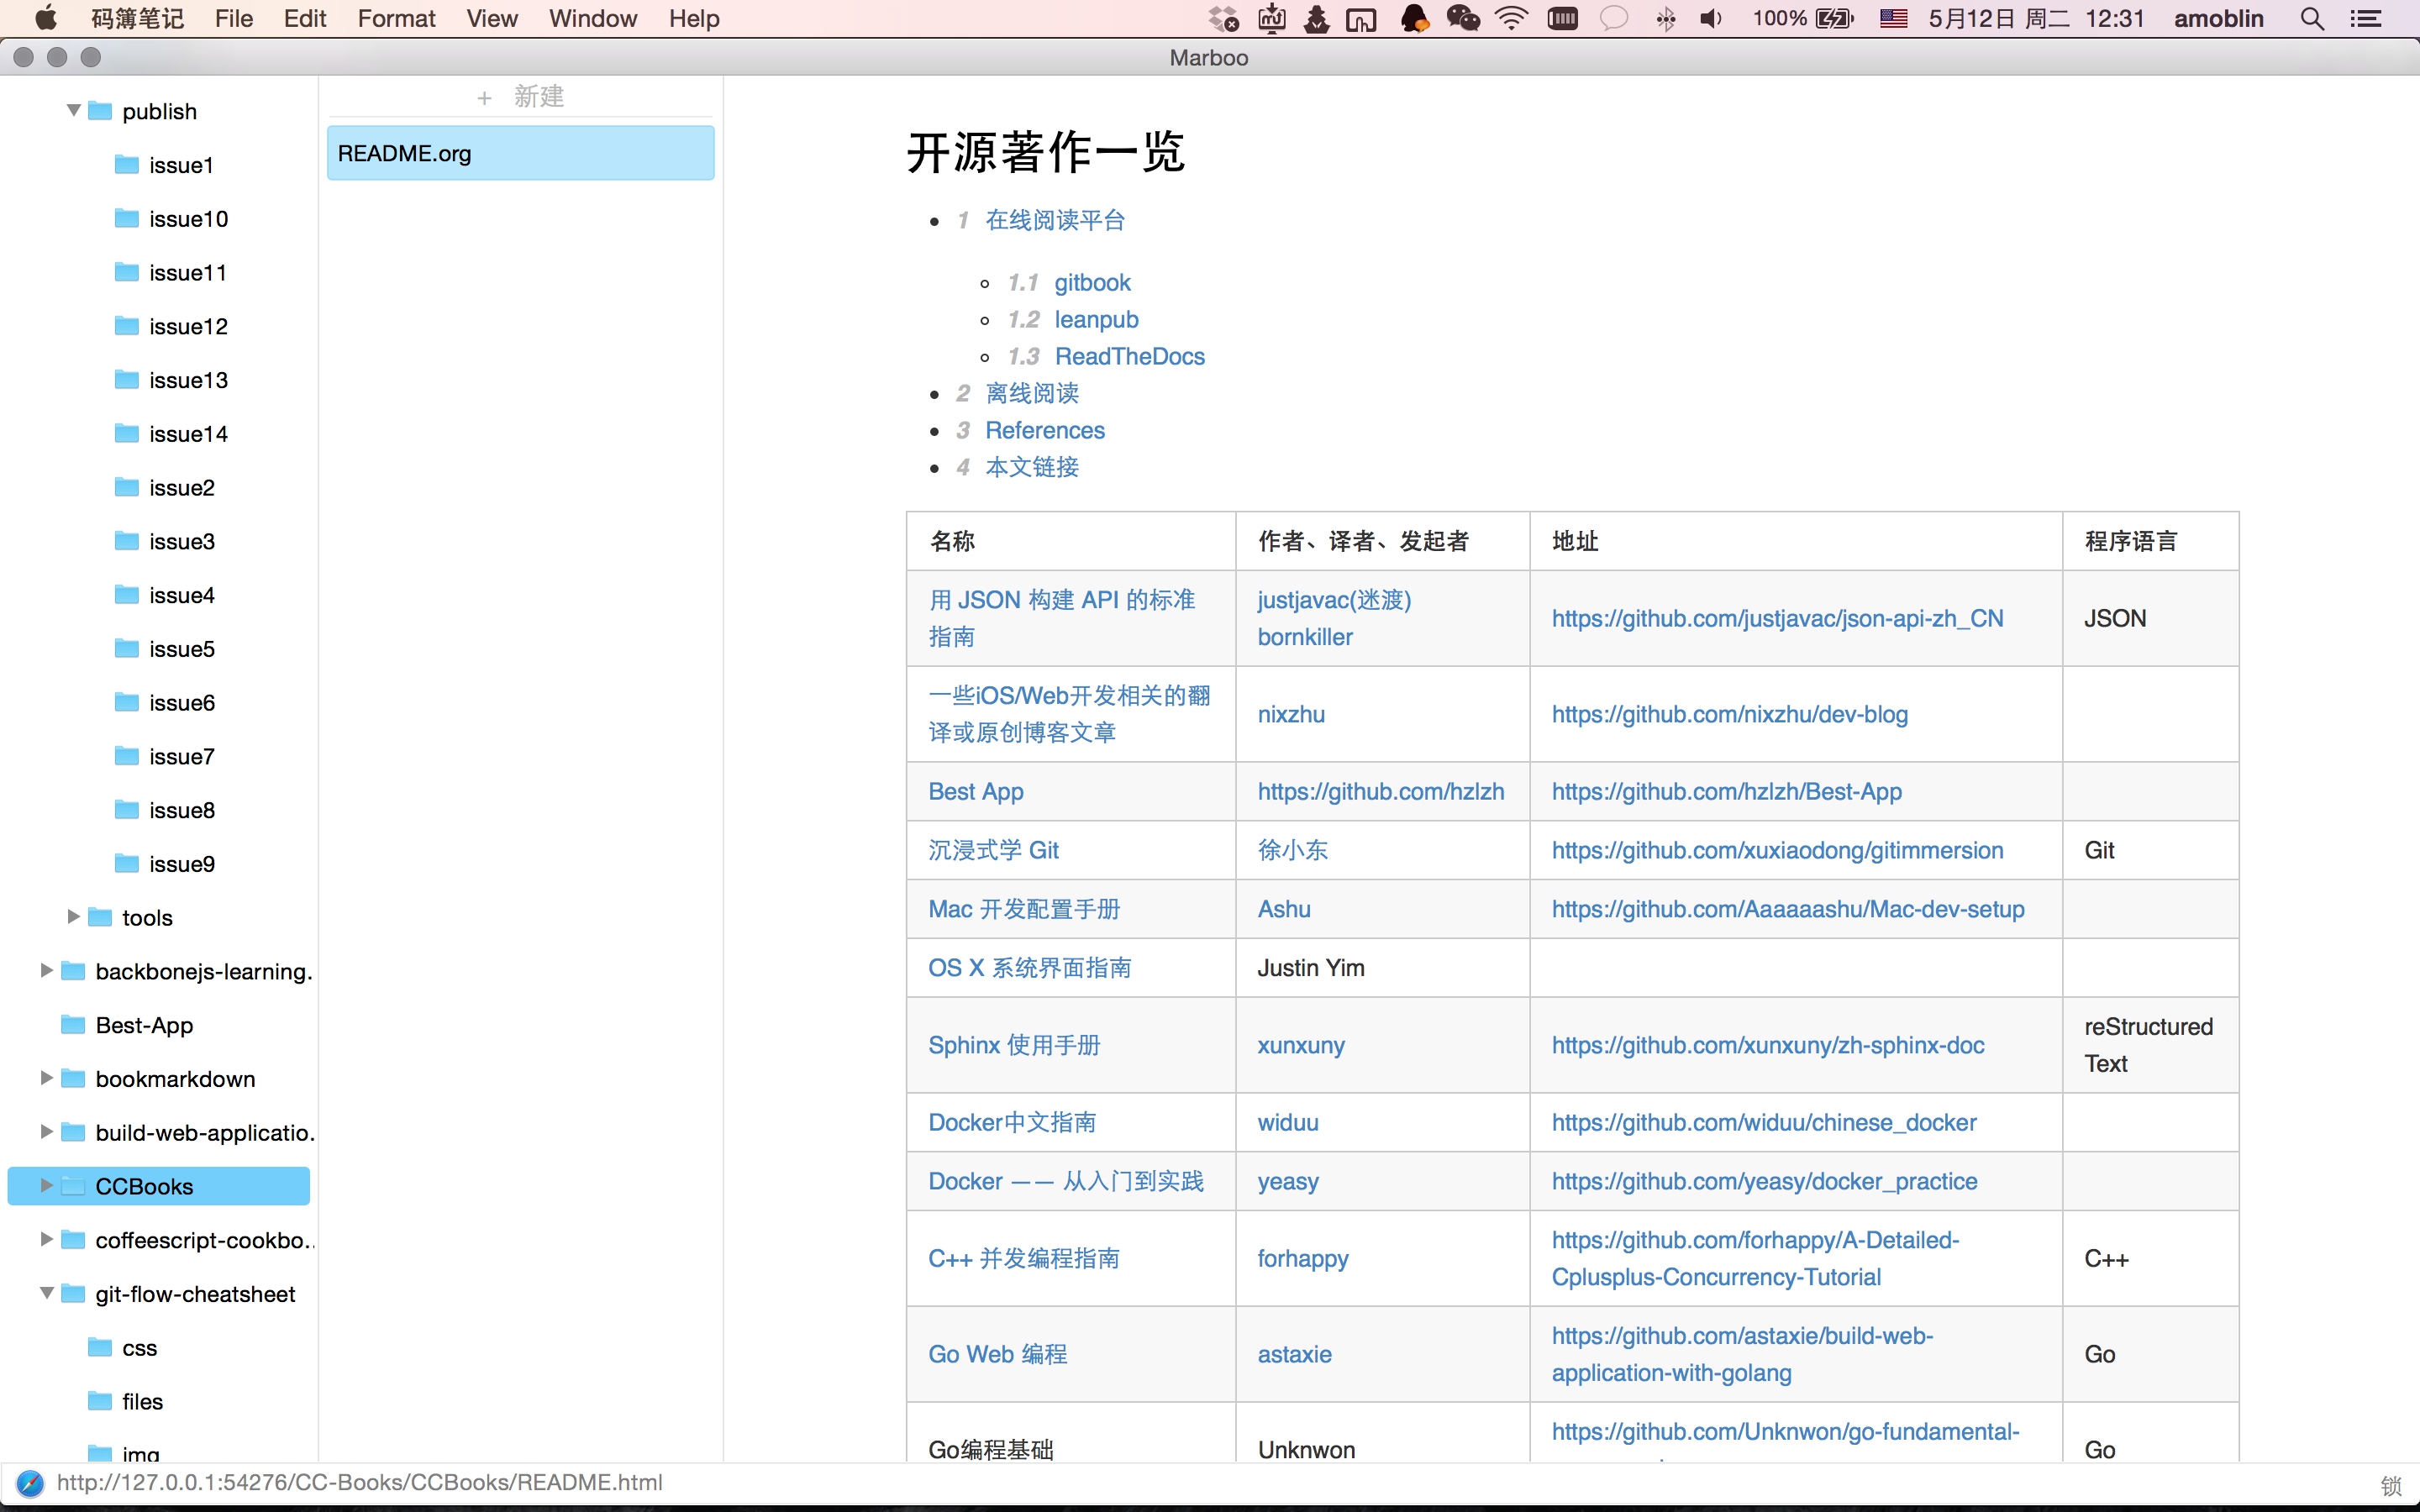 码簿笔记 File Edit Format View Window Help 100% 5月12日 周二 12:31 amoblin
Marboo
publish
issue1
issue10
issue11
issue12
issue13
issue14
issue2
issue3
issue4
issue5
issue6
issue7
issue8
issue9
tools
backbonejs-learning.
Best-App
bookmarkdown
build-web-applicatio.
CCBooks
coffeescript-cookbo..
git-flow-cheatsheet
css
files
img
+ 新建
README.org
开源著作一览
1 在线阅读平台
1.1 gitbook
1.2 leanpub
1.3 ReadTheDocs
2 离线阅读
3 References
4 本文链接
名称 作者、译者、发起者 地址 程序语言
用 JSON 构建 API 的标准
指南
justjavac(迷渡)
bornkiller
https://github.com/justjavac/json-api-zh_CN
JSON
一些iOS/Web开发相关的翻
译或原创博客文章
nixzhu
https://github.com/nixzhu/dev-blog
Best App https://github.com/hzlzh https://github.com/hzlzh/Best-App
沉浸式学 Git 徐小东 https://github.com/xuxiaodong/gitimmersion Git
Mac 开发配置手册 Ashu https://github.com/Aaaaaashu/Mac-dev-setup
OS X 系统界面指南 Justin Yim
Sphinx 使用手册 xunxuny https://github.com/xunxuny/zh-sphinx-doc
reStructured
Text
Docker中文指南 widuu https://github.com/widuu/chinese_docker
Docker —— 从入门到实践 yeasy https://github.com/yeasy/docker_practice
C++ 并发编程指南 forhappy
https://github.com/forhappy/A-Detailed-
Cplusplus-Concurrency-Tutorial
C++
Go Web 编程 astaxie
https://github.com/astaxie/build-web-
application-with-golang
Go
Go编程基础 Unknwon
https://github.com/Unknwon/go-fundamental-
Go
http://127.0.0.1:54276/CC-Books/CCBooks/README.html
锁